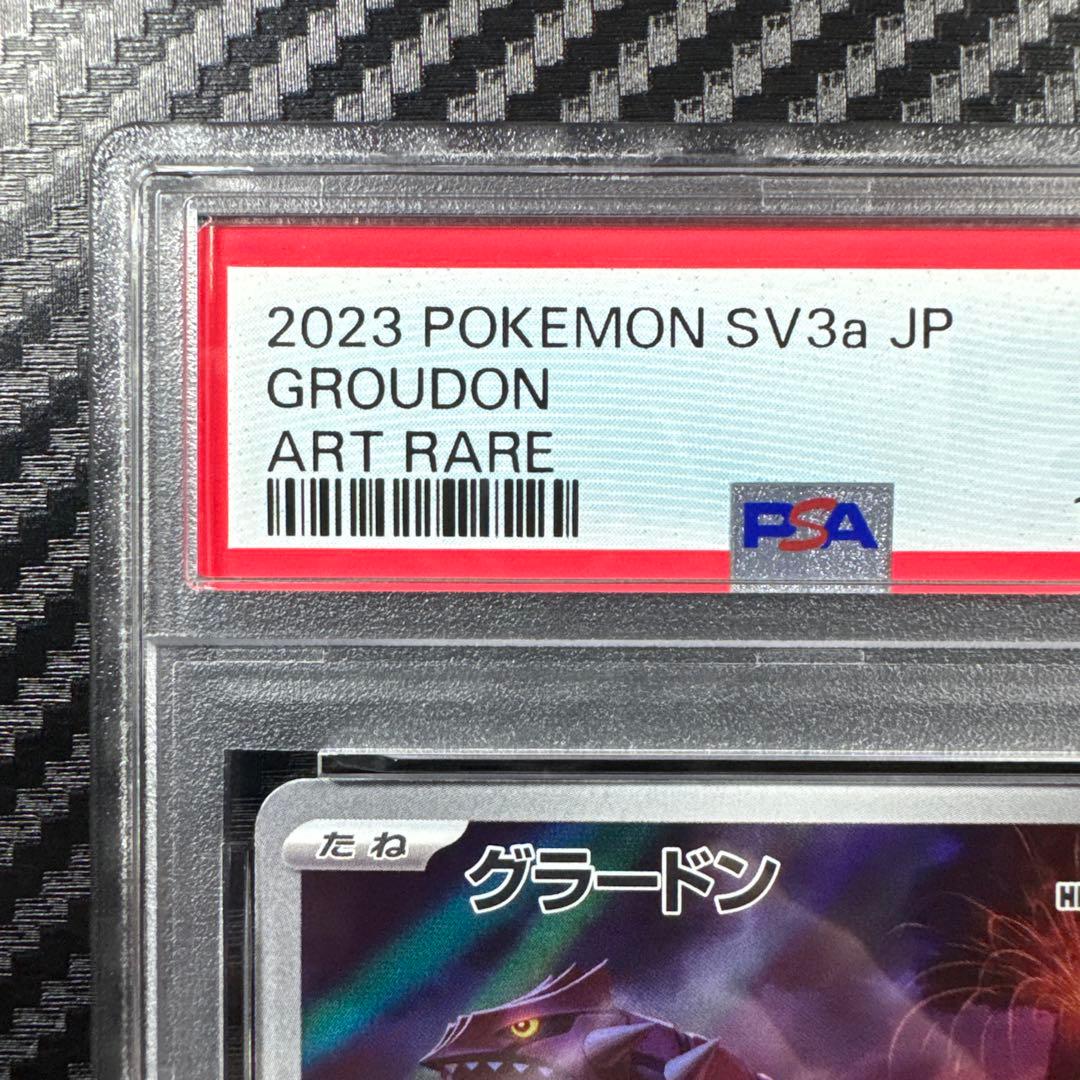 2023 POKEMON SV3a JP
GROUDON
ART RARE
PSA
たね
グラードン